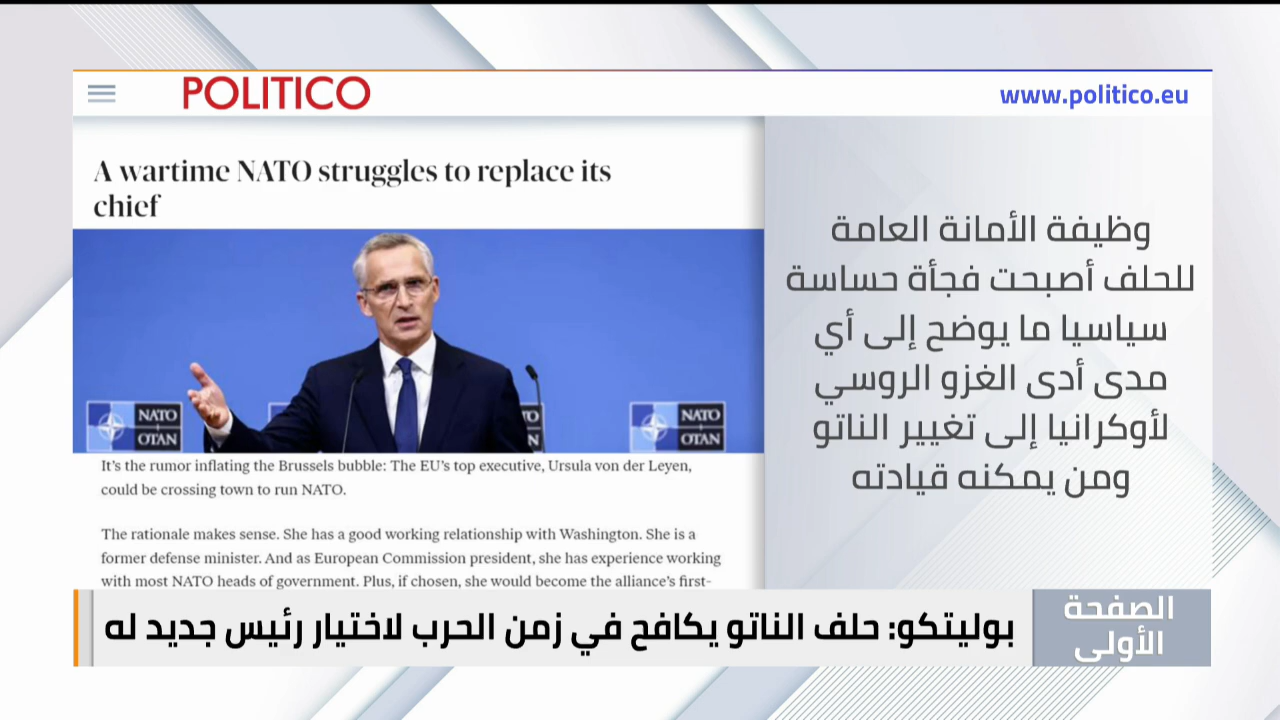 POLITICO
www.politico.eu
A wartime NATO struggles to replace its
chief
NATO
OTAN
TO
NATO
OTAN
It's the rumor inflating the Brussels bubble: The EU's top executive, Ursula von der Leyen,
could be crossing town to run NATO.
The rationale makes sense. She has a good working relationship with Washington. She is a
former defense minister. And as European Commission president, she has experience working
with most NATO heads of government. Plus, if chosen, she would become the alliance's first-
وظيفة الأمانة العامة
للحلف أصبحت فجأة حساسة
سياسيا ما يوضح إلى أي
مدى أدى الغزو الروسي
لأوكرانيا إلى تغيير الناتو
ومن يمكنه قيادته
الصفحة
الأولى
بوليتكو: حلف الناتو يكافح في زمن الحرب لاختيار رئيس جديد له